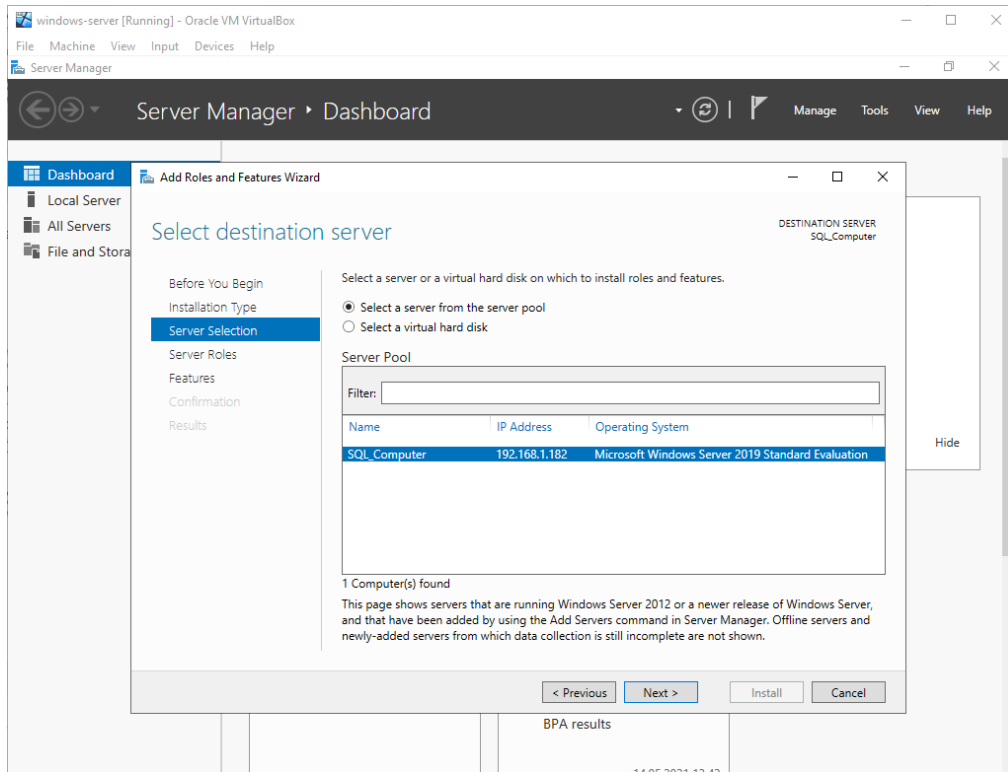 windows-server [Running] - Oracle VM VirtualBox
File Machine View Input Devices Help
Server Manager
Server Manager ‣ Dashboard
Manage Tools View Help
Dashboard
Local Server
All Servers
File and Stora
Add Roles and Features Wizard
Select destination server
DESTINATION SERVER
SQL_Computer
Before You Begin
Installation Type
Server Selection
Server Roles
Features
Confirmation
Results
Select a server or a virtual hard disk on which to install roles and features.
Select a server from the server pool
Select a virtual hard disk
Server Pool
Filter:
Name IP Address Operating System
SQL_Computer 192.168.1.182 Microsoft Windows Server 2019 Standard Evaluation
1 Computer(s) found
This page shows servers that are running Windows Server 2012 or a newer release of Windows Server,
and that have been added by using the Add Servers command in Server Manager. Offline servers and
newly-added servers from which data collection is still incomplete are not shown.
< Previous Next > Install Cancel
Hide
BPA results